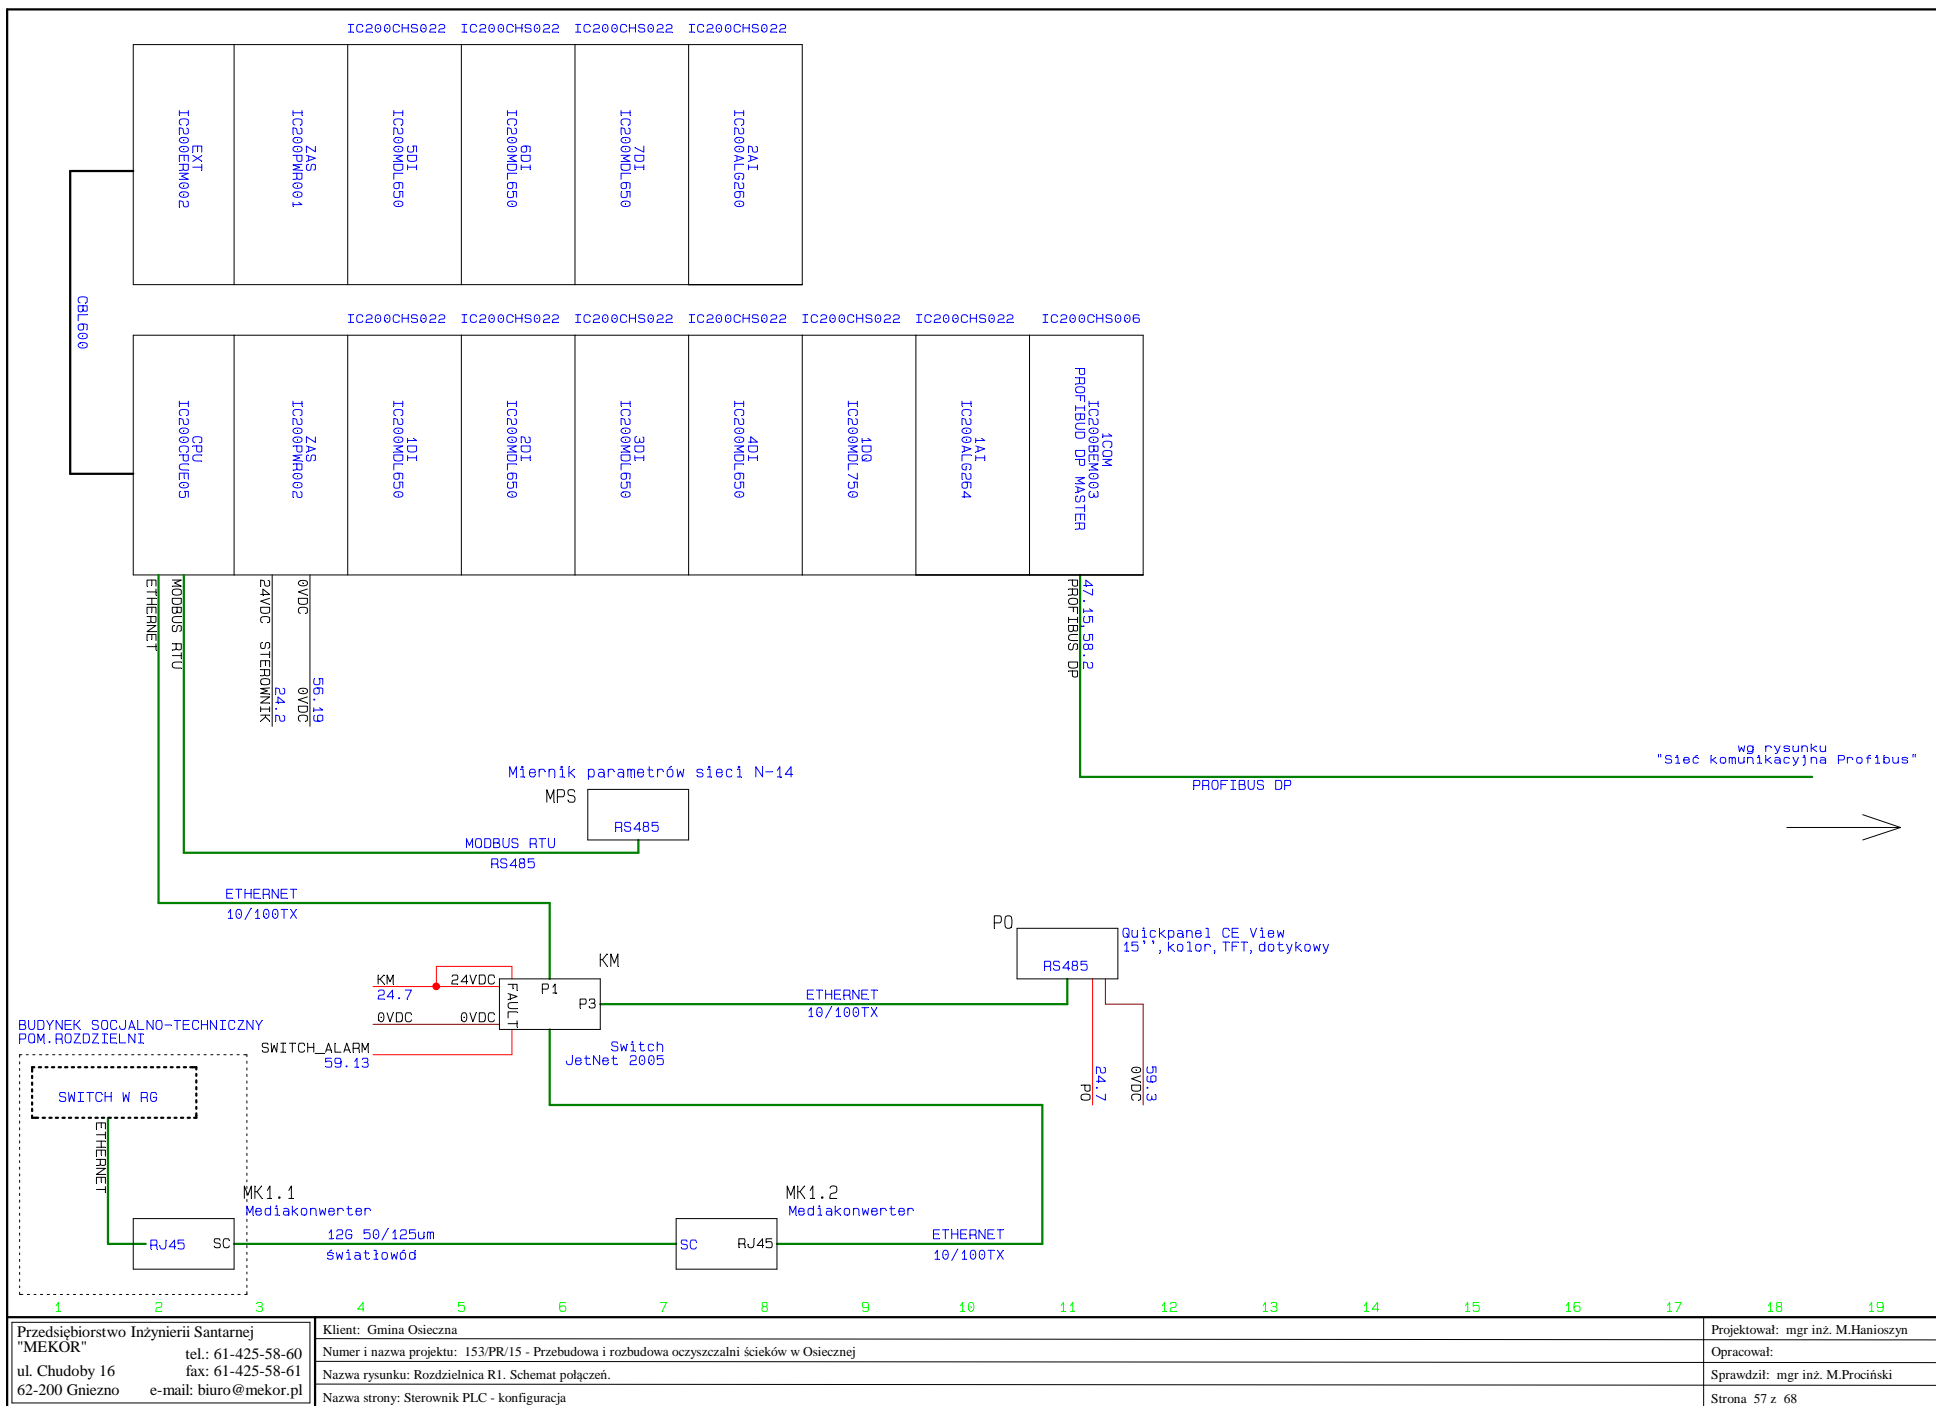 IC200CHS022 IC200CHS022 IC200CHS022 IC200CHS022
EXT
IC200ERM002
ZAS
IC200PWR001
5DI
IC200MDL650
6DI
IC200MDL650
7DI
IC200MDL650
2AI
IC200ALG260
CBL600
IC200CHS022 IC200CHS022 IC200CHS022 IC200CHS022 IC200CHS022 IC200CHS022 IC200CHS006
CPU
IC200CPUE05
ZAS
IC200PWR002
1DI
IC200MDL650
2DI
IC200MDL650
3DI
IC200MDL650
4DI
IC200MDL650
1DQ
IC200MDL750
1AI
IC200ALG264
1COM
IC200BEM003
PROFIBUD DP MASTER
ETHERNET
MODBUS RTU
24VDC STEROWNIK
24.2
0VDC 0VDC
56.19
47.15,58.2
PROFIBUS DP
wg rysunku
"Sieć komunikacyjna Profibus"
PROFIBUS DP
Miernik parametrów sieci N-14
MPS
RS485
MODBUS RTU
RS485
ETHERNET
10/100TX
PO
RS485
Quickpanel CE View
15'',kolor,TFT,dotykowy
KM
KM
24.7
24VDC
0VDC
0VDC
FAULT
P1
P3
ETHERNET
10/100TX
SWITCH_ALARM
59.13
Switch
JetNet 2005
24.7
PO
59.3
0VDC
BUDYNEK SOCJALNO-TECHNICZNY
POM.ROZDZIELNI
SWITCH W RG
ETHERNET
MK1.1
Mediakonwerter
RJ45
SC
12G 50/125um
światłowód
MK1.2
Mediakonwerter
SC
RJ45
ETHERNET
10/100TX
1 2 3 4 5 6 7 8 9 10 11 12 13 14 15 16 17 18 19
Przedsiębiorstwo Inżynierii Santarnej
"MEKOR"
tel.: 61-425-58-60
ul. Chudoby 16 fax: 61-425-58-61
62-200 Gniezno e-mail: biuro@mekor.pl
Klient: Gmina Osieczna
Numer i nazwa projektu: 153/PR/15 - Przebudowa i rozbudowa oczyszczalni ścieków w Osiecznej
Nazwa rysunku: Rozdzielnica R1. Schemat połączeń.
Nazwa strony: Sterownik PLC - konfiguracja
Projektował: mgr inż. M.Hanioszyn
Opracował:
Sprawdził: mgr inż. M.Prociński
Strona 57 z 68